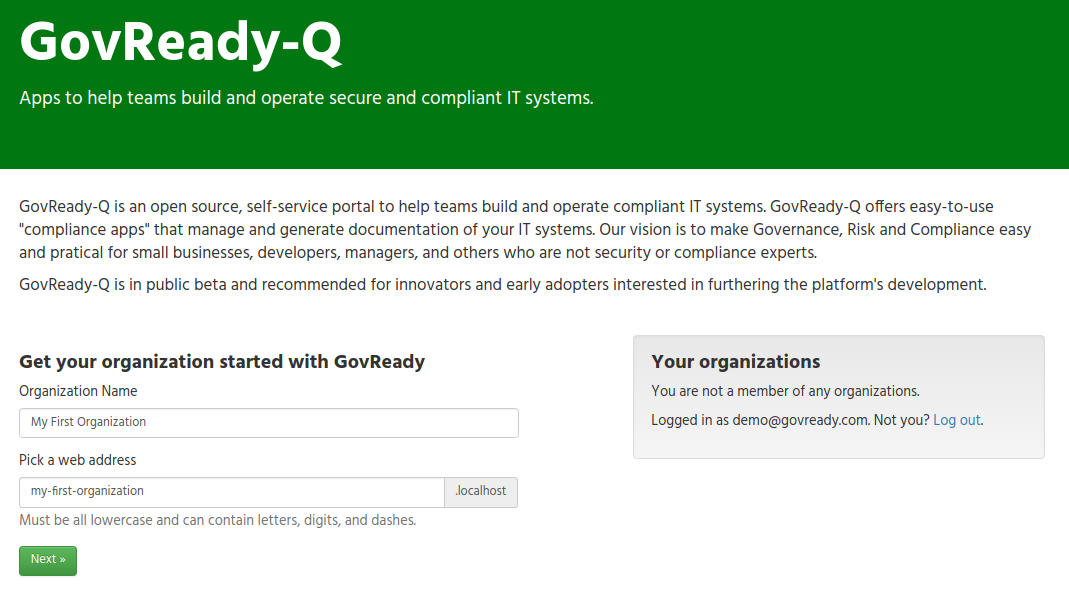 GovReady-Q
Apps to help teams build and operate secure and compliant IT systems.
GovReady-Q is an open source, self-service portal to help teams build and operate compliant IT systems. GovReady-Q offers easy-to-use
"compliance apps" that manage and generate documentation of your IT systems. Our vision is to make Governance, Risk and Compliance easy
and pratical for small businesses, developers, managers, and others who are not security or compliance experts.
GovReady-Q is in public beta and recommended for innovators and early adopters interested in furthering the platform's development.
Get your organization started with GovReady
Organization Name
My First Organization
Pick a web address
my-first-organization
.localhost
Must be all lowercase and can contain letters, digits, and dashes.
Next »
Your organizations
You are not a member of any organizations.
Logged in as demo@govready.com. Not you? Log out.